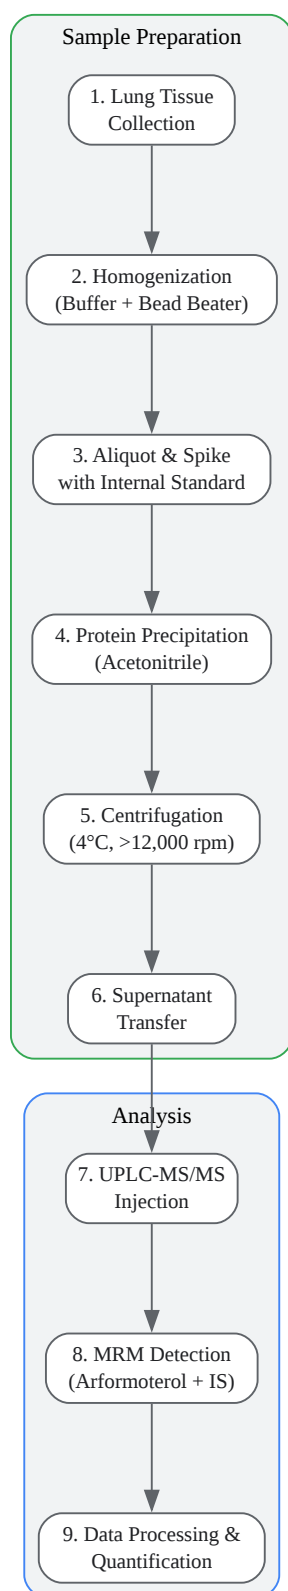 Sample Preparation
1. Lung Tissue
Collection
2. Homogenization
(Buffer + Bead Beater)
3. Aliquot & Spike
with Internal Standard
4. Protein Precipitation
(Acetonitrile)
5. Centrifugation
(4°C, >12,000 rpm)
6. Supernatant
Transfer
Analysis
7. UPLC-MS/MS
Injection
8. MRM Detection
(Arformoterol + IS)
9. Data Processing &
Quantification